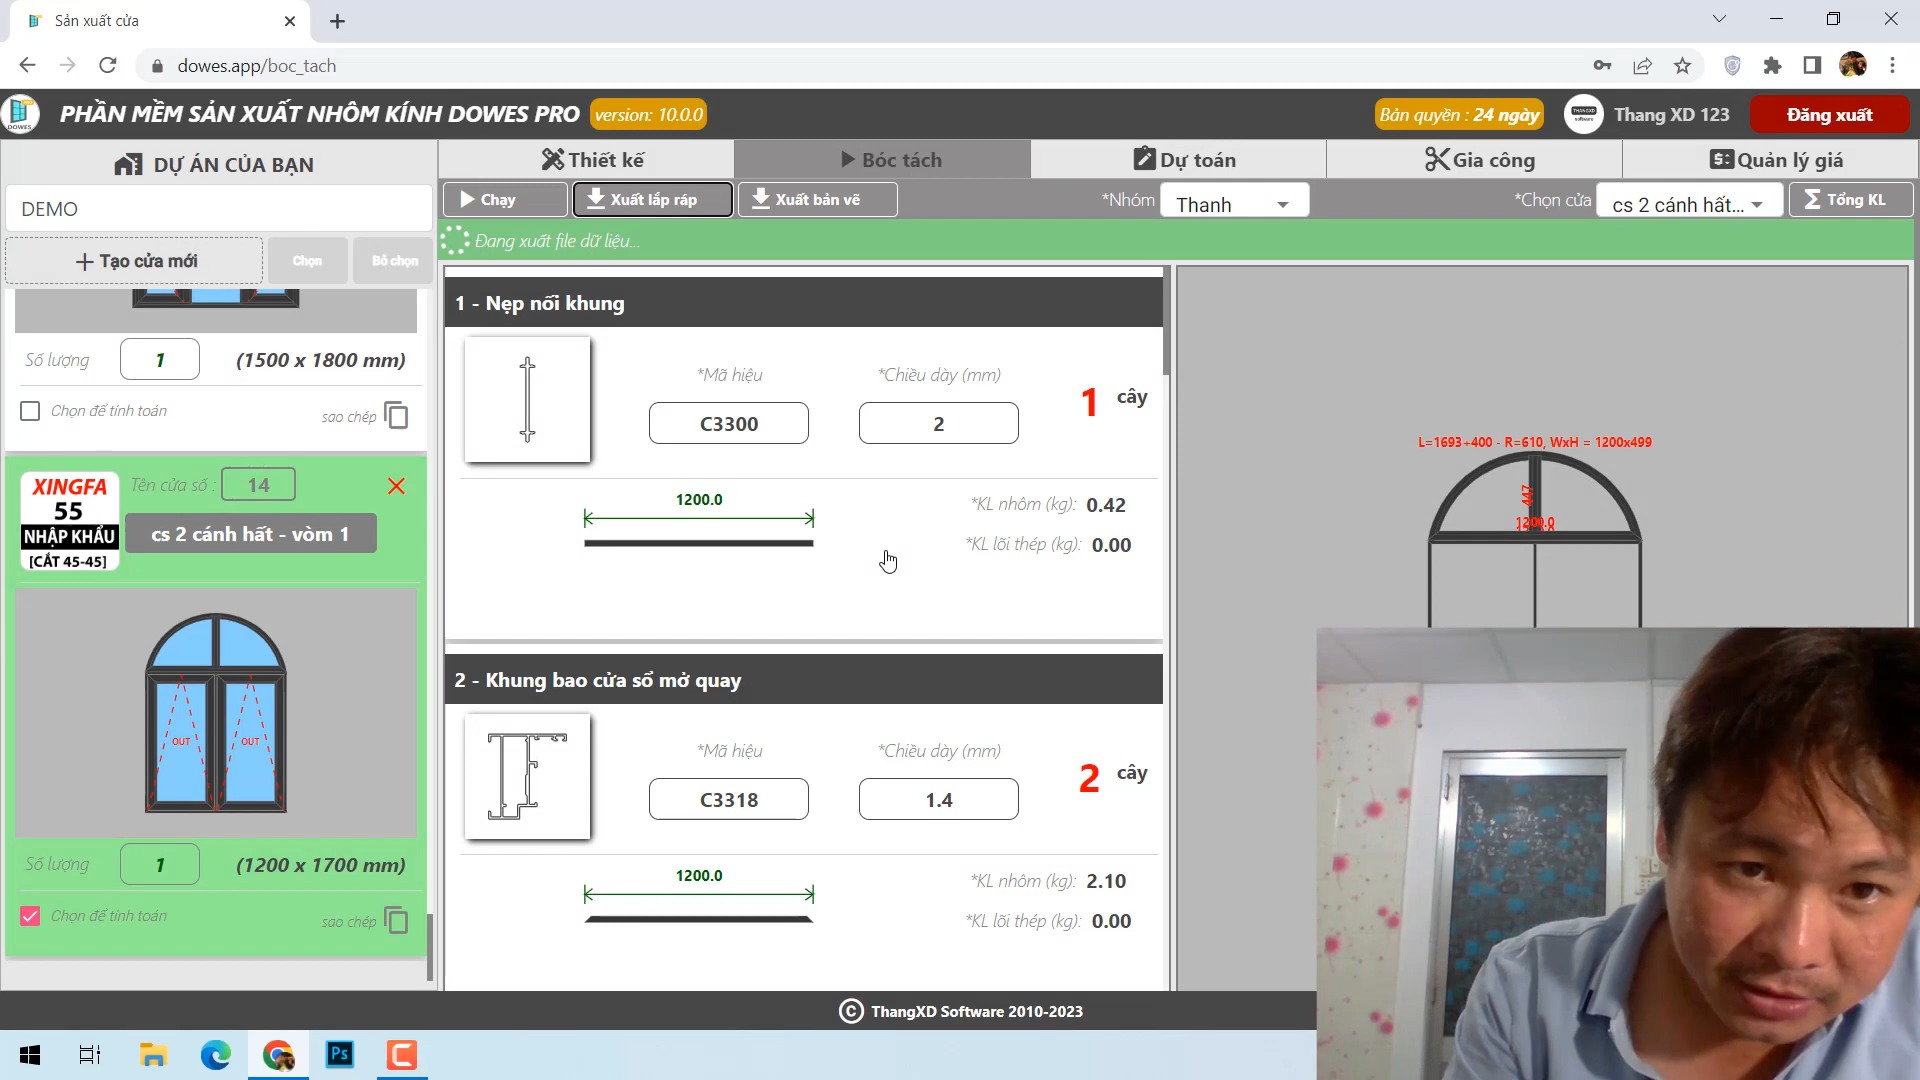 Sản xuất cửa
dowes.app/boc_tach
DOWES
PHẦN MỀM SẢN XUẤT NHÔM KÍNH DOWES PRO
version: 10.0.0
Bản quyền : 24 ngày
THANGXD
software
Thang XD 123
Đăng xuất
DỰ ÁN CỦA BẠN
Thiết kế
Bóc tách
Dự toán
Gia công
Quản lý giá
DEMO
Chạy
Xuất lắp ráp
Xuất bản vẽ
*Nhóm
Thanh
*Chọn cửa
cs 2 cánh hất...
Tổng KL
Đang xuất file dữ liệu...
Tạo cửa mới
Chọn
Bỏ chọn
Số lượng
1
(1500 x 1800 mm)
Chọn để tính toán
sao chép
XINGFA
55
NHẬP KHẨU
[CẮT 45-45]
Tên cửa số :
14
cs 2 cánh hất - vòm 1
OUT
OUT
Số lượng
1
(1200 x 1700 mm)
Chọn để tính toán
sao chép
1 - Nẹp nối khung
*Mã hiệu
*Chiều dày (mm)
C3300
2
1
cây
1200.0
*KL nhôm (kg):
0.42
*KL lõi thép (kg):
0.00
2 - Khung bao cửa sổ mở quay
*Mã hiệu
*Chiều dày (mm)
C3318
1.4
2
cây
1200.0
*KL nhôm (kg):
2.10
*KL lõi thép (kg):
0.00
L=1693+400 - R=610, WxH = 1200x499
447
1200.0
© ThangXD Software 2010-2023
Ps